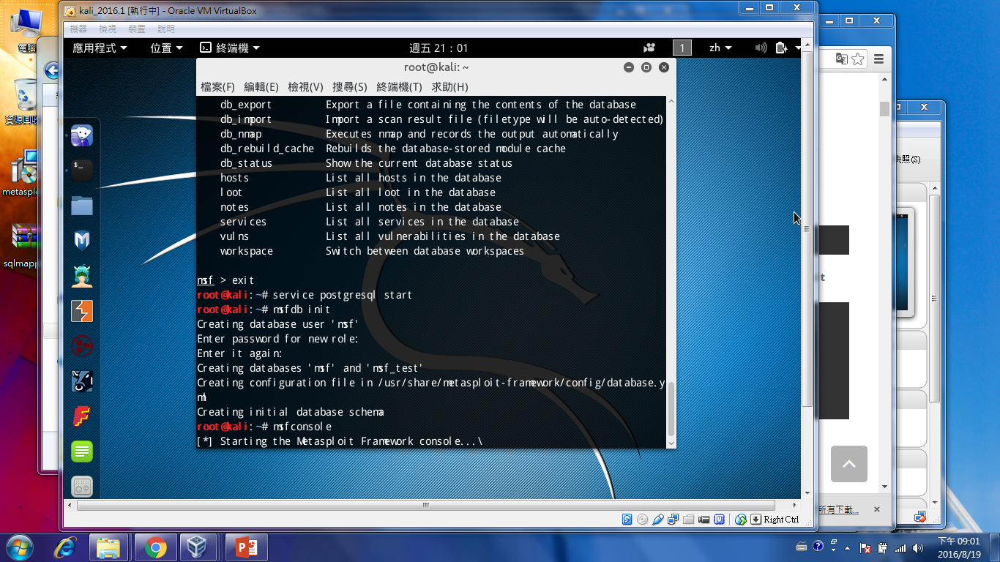 kali_2016.1 [執行中] - Oracle VM VirtualBox
機器 檢視 裝置 說明
應用程式 位置 終端機 週五 21：01 1 zh
root@kali: ~
檔案(F) 編輯(E) 檢視(V) 搜尋(S) 終端機(T) 求助(H)
db_export Export a file containing the contents of the database
db_import Import a scan result file (filetype will be auto-detected)
db_nmap Executes nmap and records the output automatically
db_rebuild_cache Rebuilds the database-stored module cache
db_status Show the current database status
hosts List all hosts in the database
loot List all loot in the database
notes List all notes in the database
services List all services in the database
vulns List all vulnerabilities in the database
workspace Switch between database workspaces
msf > exit
root@kali:~# service postgresql start
root@kali:~# msfdb init
Creating database user 'msf'
Enter password for new role:
Enter it again:
Creating databases 'msf' and 'msf_test'
Creating configuration file in /usr/share/metasploit-framework/config/database.y
ml
Creating initial database schema
root@kali:~# msfconsole
[*] Starting the Metasploit Framework console...\
Right Ctrl
電腦
資源回收
metasplo
sqlmapp
快照(S)
t
所有下載...
下午 09:01
2016/8/19